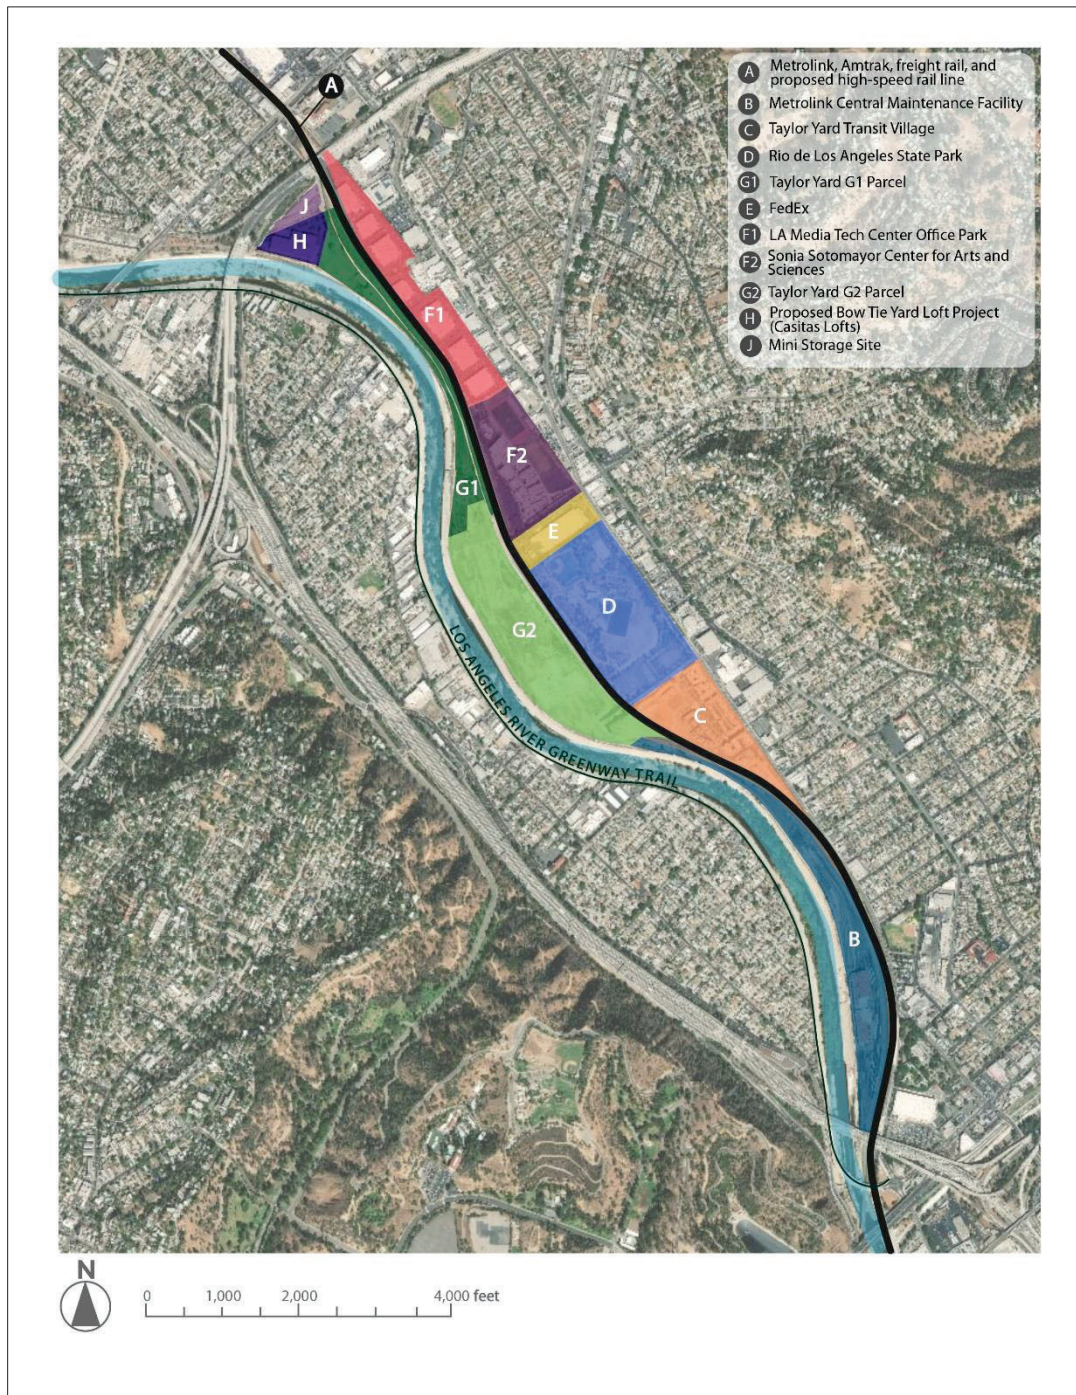 A Metrolink, Amtrak, freight rail, and
proposed high-speed rail line
B Metrolink Central Maintenance Facility
C Taylor Yard Transit Village
D Rio de Los Angeles State Park
G1 Taylor Yard G1 Parcel
E FedEx
F1 LA Media Tech Center Office Park
F2 Sonia Sotomayor Center for Arts and
Sciences
G2 Taylor Yard G2 Parcel
H Proposed Bow Tie Yard Loft Project
(Casitas Lofts)
J Mini Storage Site
A
J
H
F1
F2
G1
E
D
G2
C
LOS ANGELES RIVER GREENWAY TRAIL
B
N
0 1,000 2,000 4,000 feet